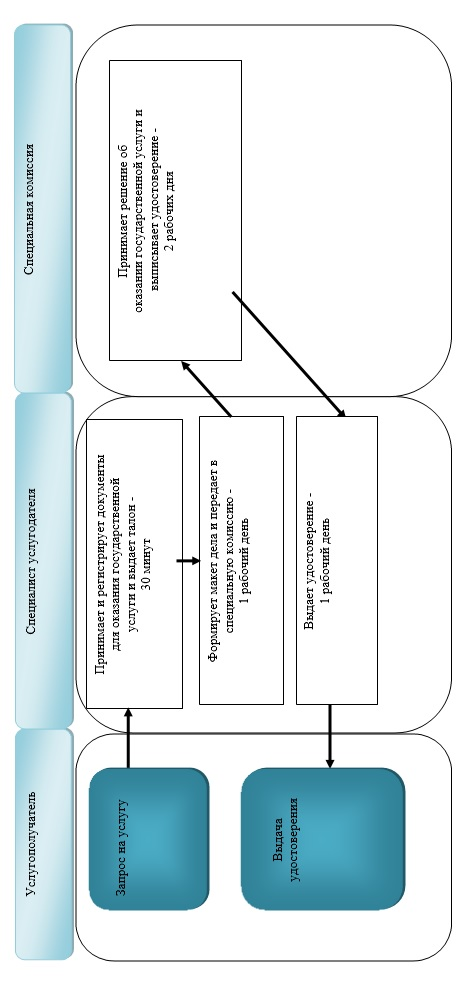 Услугополучатель
Специалист услугодателя
Специальная комиссия
Запрос на услугу
Принимает и регистрирует документы
для оказания государственной
услуги и выдает талон -
30 минут
Формирует макет дела и передает в
специальную комиссию -
1 рабочий день
Принимает решение об
оказании государственной услуги и
выписывает удостоверение -
2 рабочих дня
Выдает удостоверение -
1 рабочий день
Выдача
удостоверения